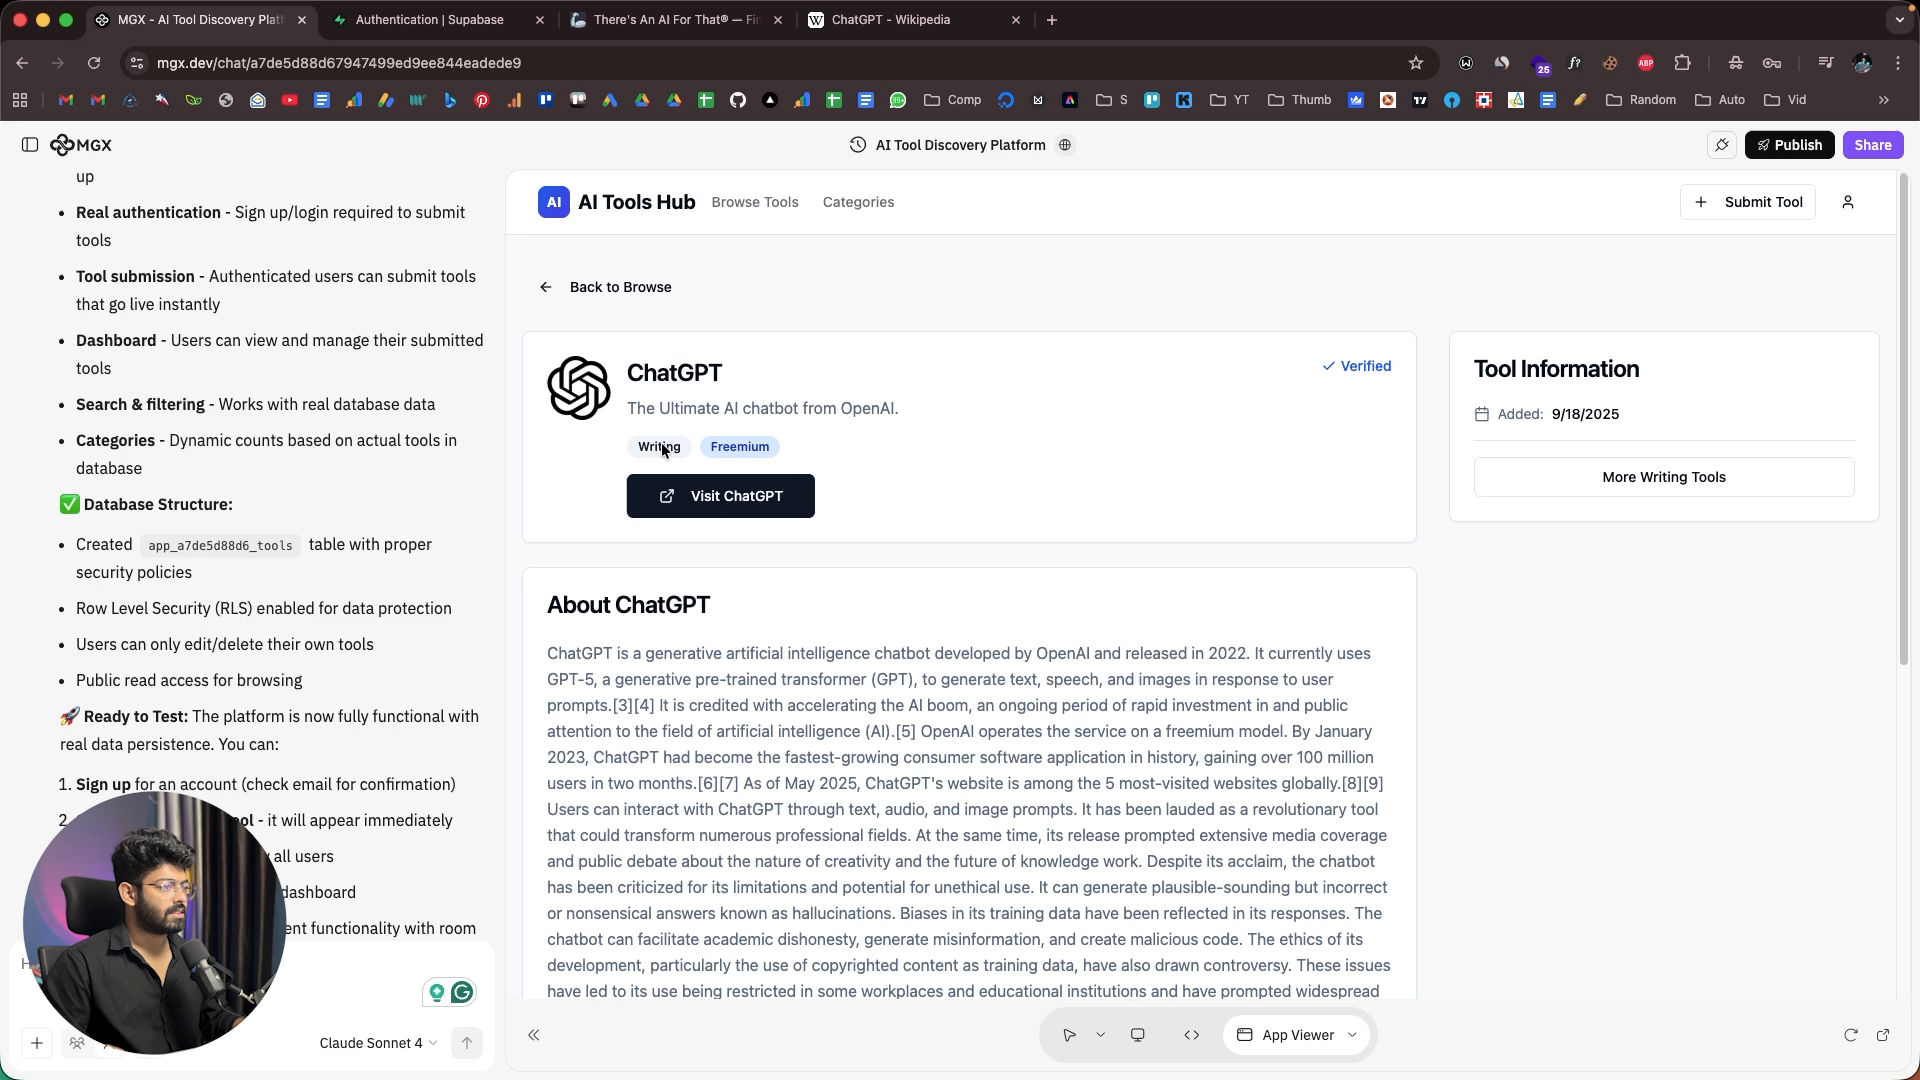 MGX - AI Tool Discovery Platf
Authentication | Supabase
There's An AI For That® — Fi
ChatGPT - Wikipedia
mgx.dev/chat/a7de5d88d67947499ed9ee844eadede9
25
f?
ABP
Comp
S
YT
Thumb
Random
Auto
Vid
MGX
AI Tool Discovery Platform
Publish
Share
up
• Real authentication - Sign up/login required to submit
tools
• Tool submission - Authenticated users can submit tools
that go live instantly
• Dashboard - Users can view and manage their submitted
tools
• Search & filtering - Works with real database data
• Categories - Dynamic counts based on actual tools in
database
✅ Database Structure:
• Created app_a7de5d88d6_tools table with proper
security policies
• Row Level Security (RLS) enabled for data protection
• Users can only edit/delete their own tools
• Public read access for browsing
🚀 Ready to Test: The platform is now fully functional with
real data persistence. You can:
1. Sign up for an account (check email for confirmation)
2. - it will appear immediately
all users
dashboard
functionality with room
Claude Sonnet 4
AI
AI Tools Hub
Browse Tools
Categories
+ Submit Tool
Back to Browse
ChatGPT
Verified
The Ultimate AI chatbot from OpenAI.
Writing
Freemium
Visit ChatGPT
Tool Information
Added: 9/18/2025
More Writing Tools
About ChatGPT
ChatGPT is a generative artificial intelligence chatbot developed by OpenAI and released in 2022. It currently uses
GPT-5, a generative pre-trained transformer (GPT), to generate text, speech, and images in response to user
prompts.[3][4] It is credited with accelerating the AI boom, an ongoing period of rapid investment in and public
attention to the field of artificial intelligence (AI).[5] OpenAI operates the service on a freemium model. By January
2023, ChatGPT had become the fastest-growing consumer software application in history, gaining over 100 million
users in two months.[6][7] As of May 2025, ChatGPT's website is among the 5 most-visited websites globally.[8][9]
Users can interact with ChatGPT through text, audio, and image prompts. It has been lauded as a revolutionary tool
that could transform numerous professional fields. At the same time, its release prompted extensive media coverage
and public debate about the nature of creativity and the future of knowledge work. Despite its acclaim, the chatbot
has been criticized for its limitations and potential for unethical use. It can generate plausible-sounding but incorrect
or nonsensical answers known as hallucinations. Biases in its training data have been reflected in its responses. The
chatbot can facilitate academic dishonesty, generate misinformation, and create malicious code. The ethics of its
development, particularly the use of copyrighted content as training data, have also drawn controversy. These issues
have led to its use being restricted in some workplaces and educational institutions and have prompted widespread
App Viewer